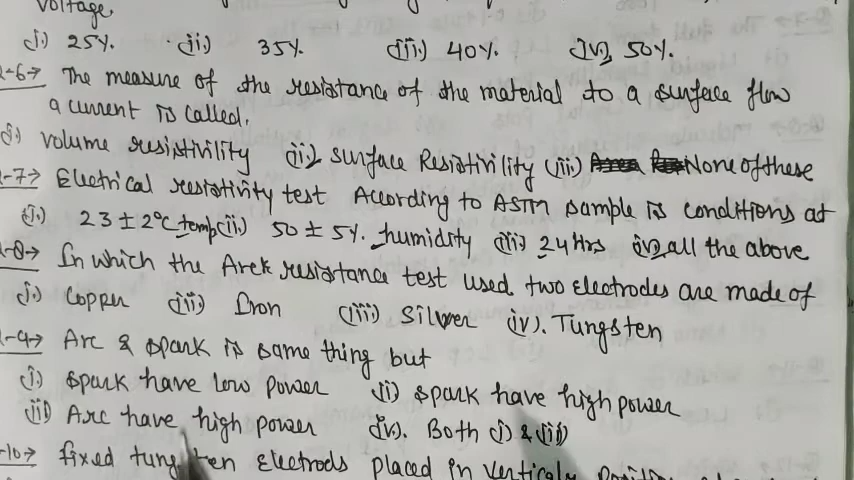 voltage
(i) 25%. (ii) 35%. (iii) 40%. (iv) 50%.
-6→ The measure of the resistance of the material to a surface flow
a current is called.
(i) volume resistivility (ii) Surface Resistivility (iii) None of these
-7→ Electrical resistivity test According to ASTM sample is conditions at
(i) 23 ± 2°C temp (ii) 50 ± 5%. humidity (iii) 24 Hrs (iv) all the above
-8→ In which the Arck resistance test used two electrodes are made of
(i) Copper (ii) Iron (iii) Silver (iv). Tungsten
-9→ Arc & spark is same thing but
(i) spark have low power (ii) spark have high power
(iii) Arc have high power (iv). Both (i) & (iii)
-10→ fixed tungsten Electrods placed in verticaly